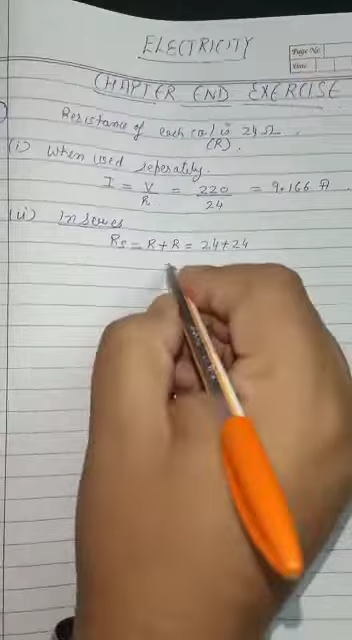 ELECTRICITY
Page No.
Date
CHAPTER END EXERCISE
Resistance of each coil is 24 Ω.
(R).
(i) When used seperately.
I = V/R = 220/24 = 9.166 A.
(ii) In series
Rs = R + R = 24 + 24